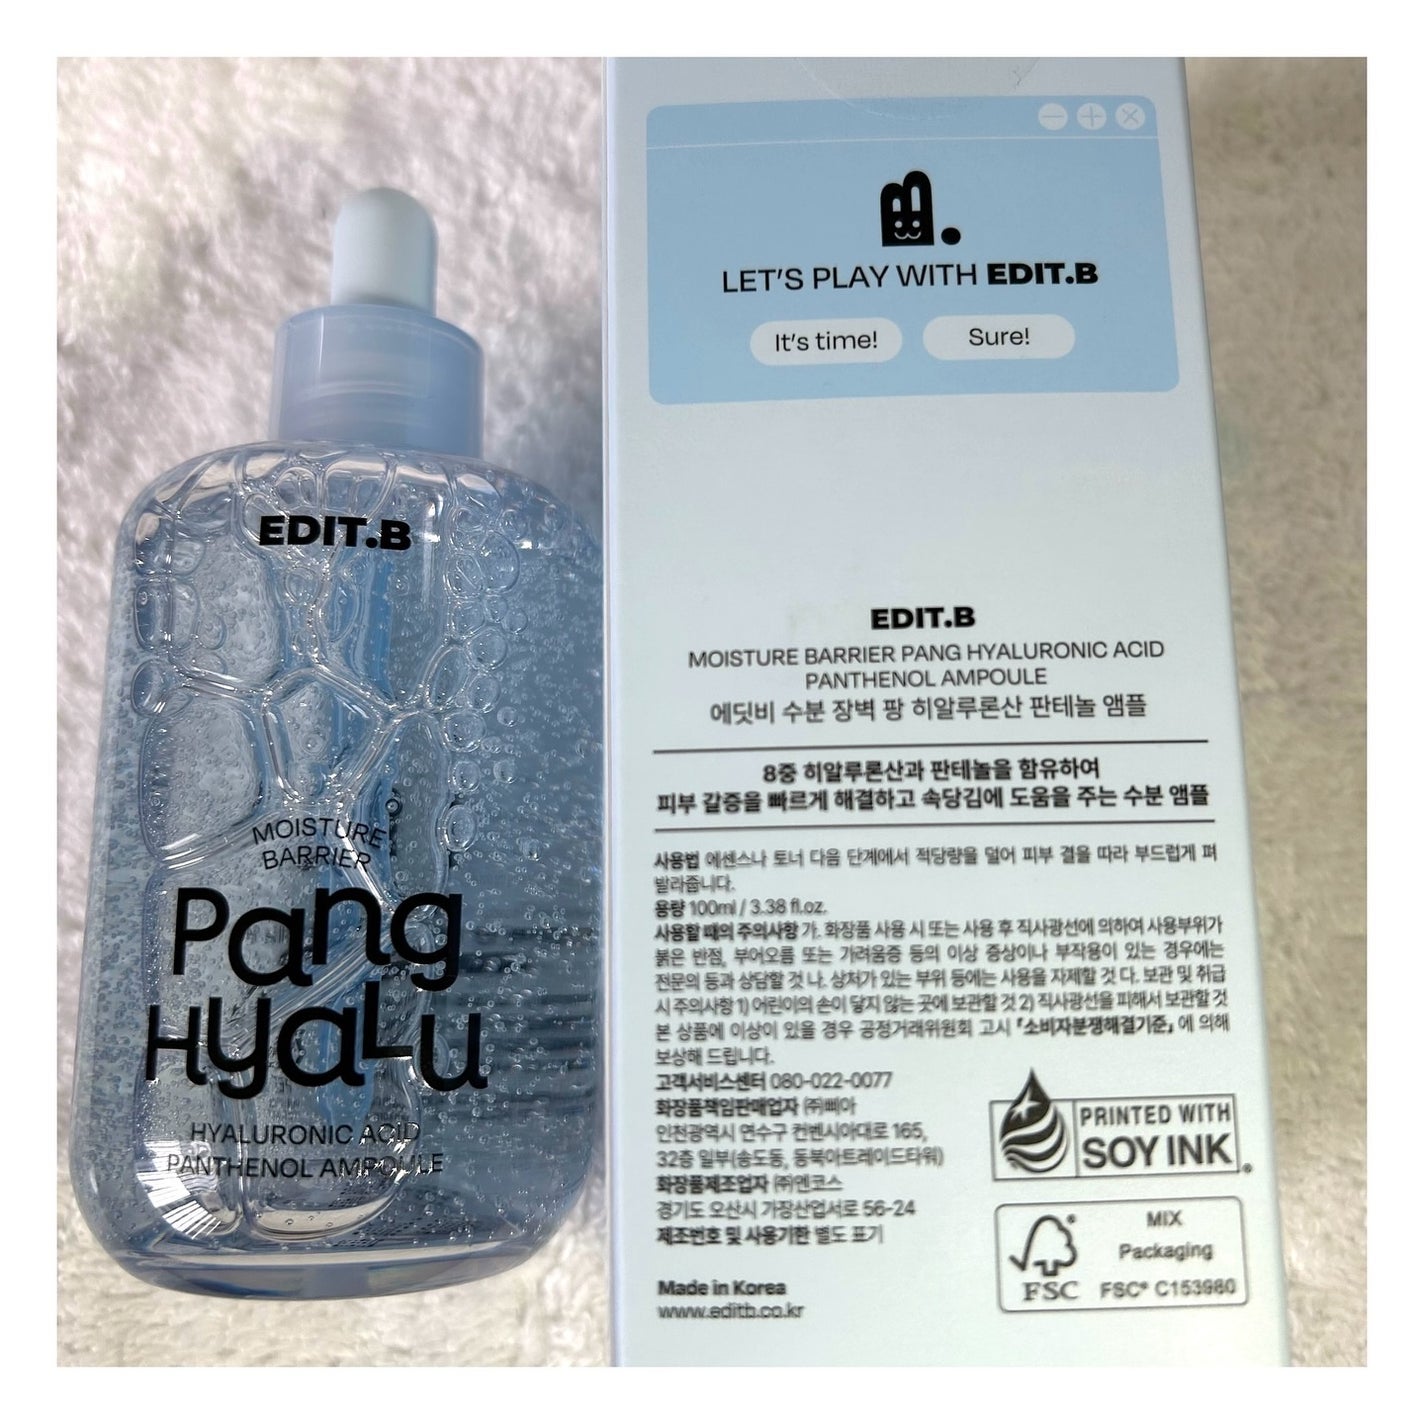 EDIT.B
MOISTURE
BARRIER
Pang
Hyalu
HYALURONIC ACID
PANTHENOL AMPOULE
B.
LET'S PLAY WITH EDIT.B
It's time!
Sure!
EDIT.B
MOISTURE BARRIER PANG HYALURONIC ACID
PANTHENOL AMPOULE
에딧비 수분 장벽 팡 히알루론산 판테놀 앰플
8중 히알루론산과 판테놀을 함유하여
피부 갈증을 빠르게 해결하고 속당김에 도움을 주는 수분 앰플
사용법 에센스나 토너 다음 단계에서 적당량을 덜어 피부 결을 따라 부드럽게 펴
발라줍니다.
용량 100ml / 3.38 fl.oz.
사용할 때의 주의사항 가. 화장품 사용 시 또는 사용 후 직사광선에 의하여 사용부위가
붉은 반점, 부어오름 또는 가려움증 등의 이상 증상이나 부작용이 있는 경우에는
전문의 등과 상담할 것 나. 상처가 있는 부위 등에는 사용을 자제할 것 다. 보관 및 취급
시 주의사항 1) 어린이의 손이 닿지 않는 곳에 보관할 것 2) 직사광선을 피해서 보관할 것
본 상품에 이상이 있을 경우 공정거래위원회 고시 「소비자분쟁해결기준」에 의해
보상해 드립니다.
고객서비스센터 080-022-0077
화장품책임판매업자 ㈜삐아
인천광역시 연수구 컨벤시아대로 165,
32층 일부(송도동, 동북아트레이드타워)
화장품제조업자 ㈜엔코스
경기도 오산시 가장산업서로 56-24
제조번호 및 사용기한 별도 표기
Made in Korea
www.editb.co.kr
PRINTED WITH
SOY INK®
FSC®
MIX
Packaging
FSC® C153980